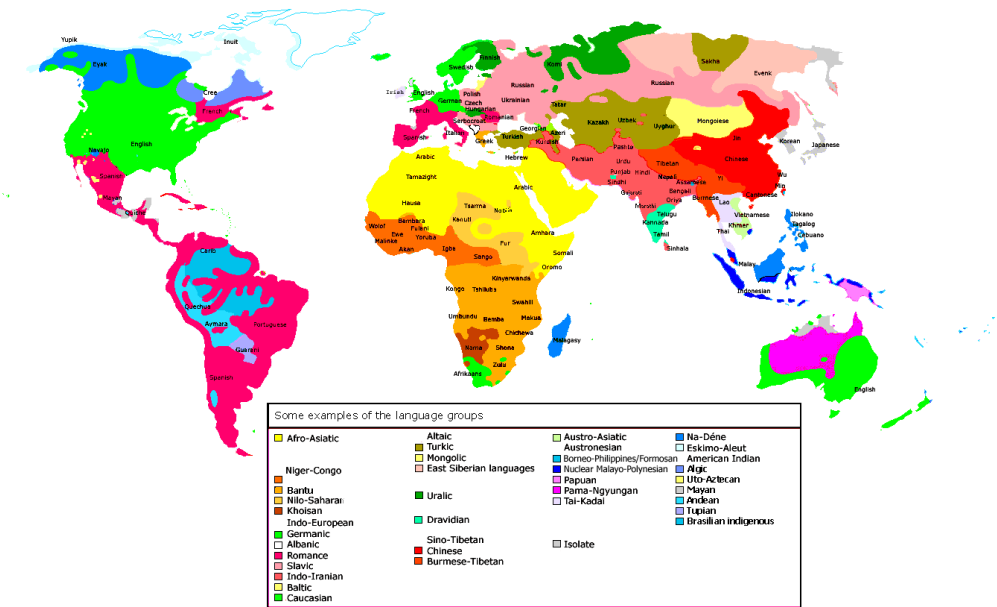 Yupik
Inuit
Eyak
Cree
French
English
Navajo
Spanish
Mayan
Quiche
Carib
Quechua
Aymara
Portuguese
Guarani
Spanish
Finnish
Swedish
Komi
Sakha
Russian
Russian
Evenk
Irish
English
German
Polish
Czech
Ukrainian
Hungarian
French
Tatar
Romanian
Serbocroat
Kazakh
Uzbek
Uyghur
Mongolese
Spanish
Italian
Greek
Turkish
Georgian
Azeri
Kurdish
Jin
Korean
Japanese
Arabic
Hebrew
Persian
Pashto
Urdu
Tibetan
Chinese
Tamazight
Arabic
Punjab
Hindi
Nepali
Assamese
Yi
Wu
Sindhi
Min
Hausa
Tsamma
Nobie
Gujrati
Bengali
Oriya
Burmese
Cantonese
Marathi
Lao
Wolof
Bambara
Fulani
Kanuli
Telugu
Vietnamese
Ilokano
Kannada
Khmer
Tagalog
Malinke
Ewe
Yoruba
Amhara
Tamil
Thai
Cebuano
Akan
Igbo
Fur
Sango
Somali
Sinhala
Oromo
Malay
Kinyarwanda
Kongo
Tshiluba
Indonesian
Swahili
Umbundu
Bemba
Makua
Chichewa
Malagasy
Nama
Shona
Zulu
Afrikaans
English
Some examples of the language groups
Afro-Asiatic
Niger-Congo
Bantu
Nilo-Saharan
Khoisan
Indo-European
Germanic
Albanic
Romance
Slavic
Indo-Iranian
Baltic
Caucasian
Altaic
Turkic
Mongolic
East Siberian languages
Uralic
Dravidian
Sino-Tibetan
Chinese
Burmese-Tibetan
Austro-Asiatic
Austronesian
Borneo-Philippines/Formosan
Nuclear Malayo-Polynesian
Papuan
Pama-Ngyungan
Tai-Kadai
Isolate
Na-Déne
Eskimo-Aleut
American Indian
Algic
Uto-Aztecan
Mayan
Andean
Tupian
Brasilian indigenous